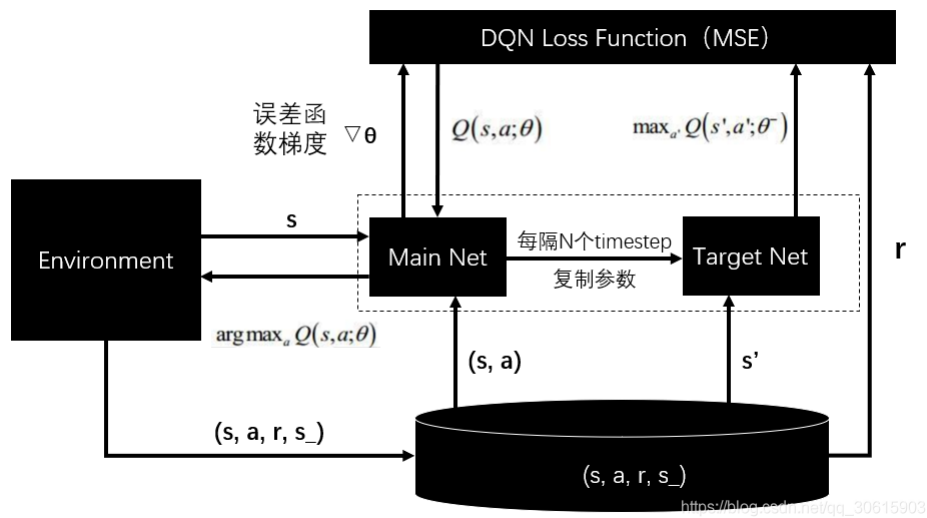 DQN Loss Function（MSE）
误差函
数梯度 ▽θ
Q(s,a;θ)
max_a' Q(s',a';θ⁻)
Environment
s
Main Net
每隔N个timestep
复制参数
Target Net
r
arg max_a Q(s,a;θ)
(s, a)
s’
(s, a, r, s_)
(s, a, r, s_)
https://blog.csdn.net/qq_30615903